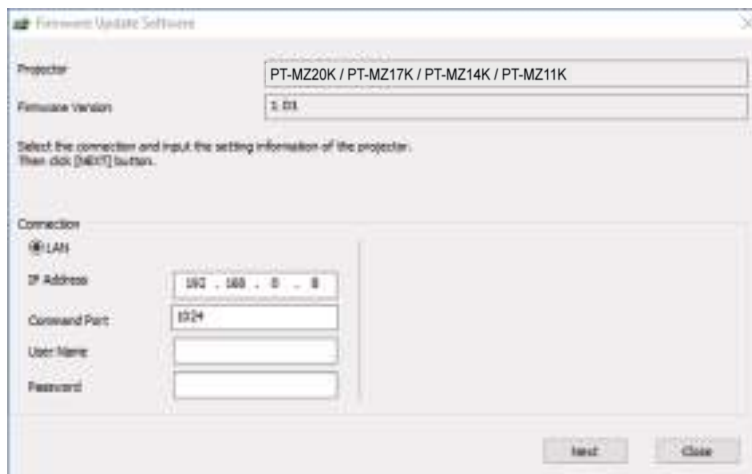 Firmware Update Software
Projector
PT-MZ20K / PT-MZ17K / PT-MZ14K / PT-MZ11K
Firmware Version
1.01
Select the connection and input the setting information of the projector.
Then click [NEXT] button.
Connection
LAN
IP Address
192 . 168 . 0 . 8
Command Port
1024
User Name
Password
Next
Close